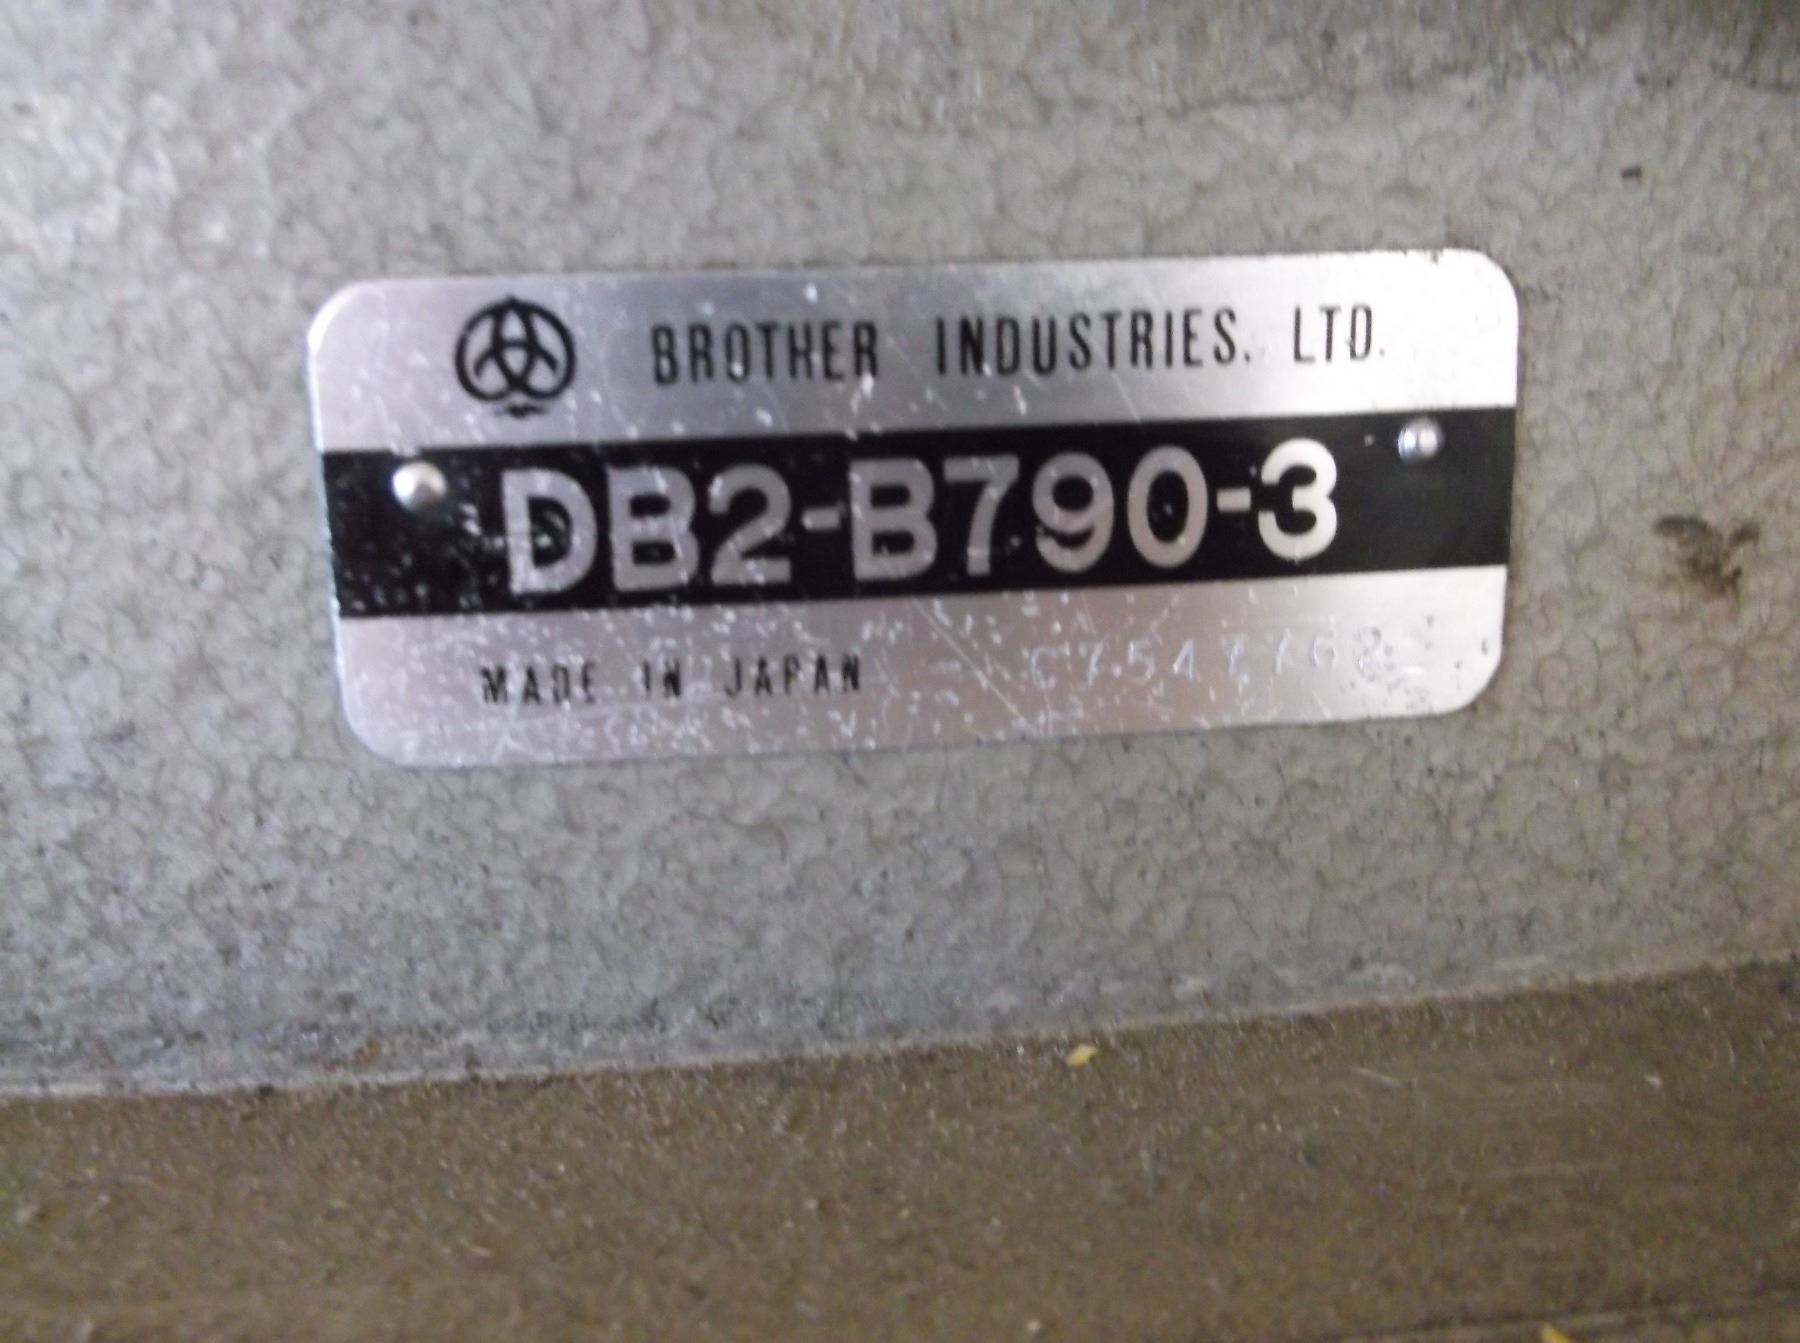 BROTHER INDUSTRIES. LTD.
DB2-B790-3
MADE IN JAPAN